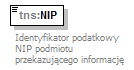 tns:NIP
Identyfikator podatkowy
NIP podmiotu
przekazującego informację